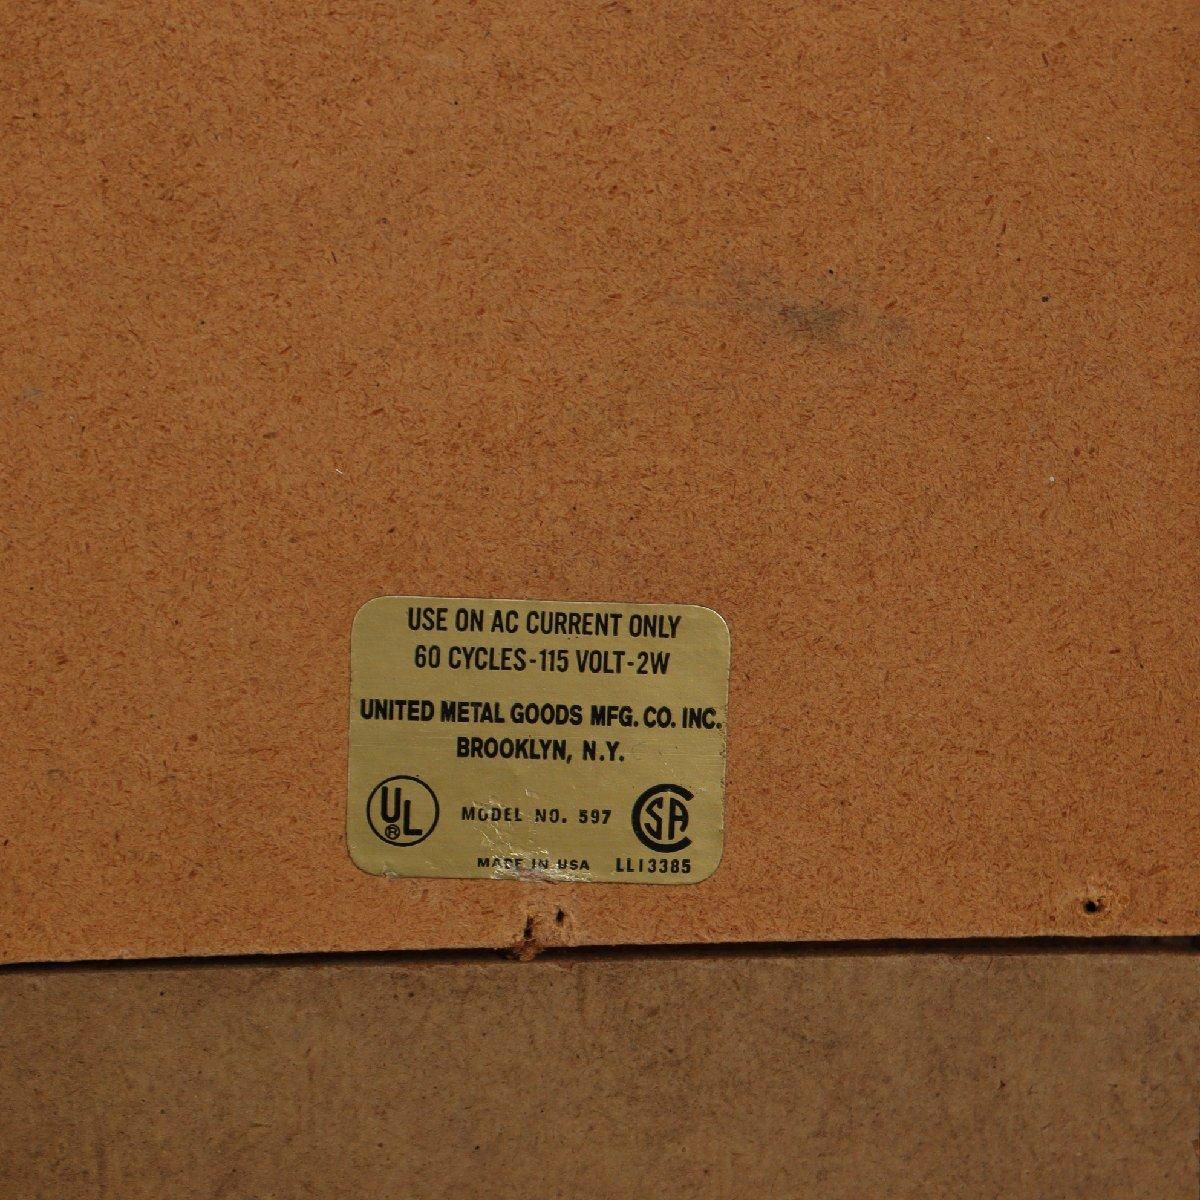 USE ON AC CURRENT ONLY
60 CYCLES-115 VOLT-2W
UNITED METAL GOODS MFG. CO. INC.
BROOKLYN, N.Y.
UL ® MODEL NO. 597 CSA
MADE IN USA LL13385